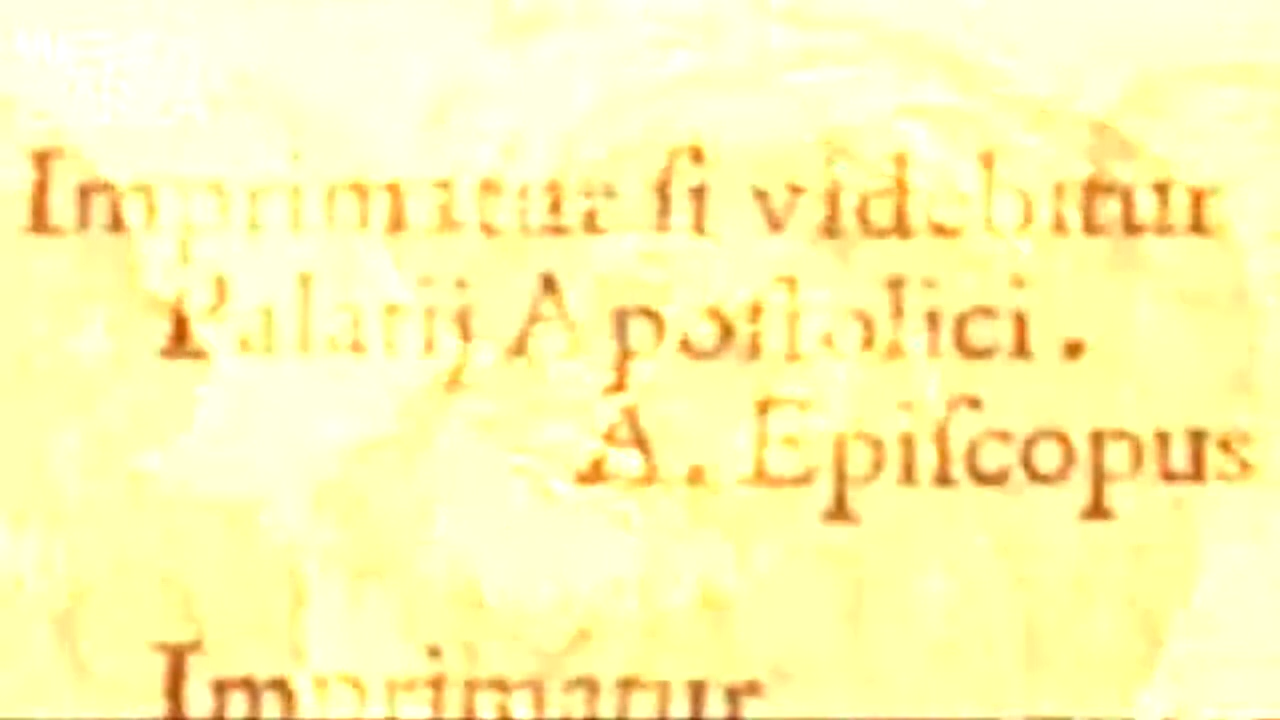 Imprimatur ſi videbitur
Palatij Apoſtolici.
A. Epiſcopus
Imprimatur